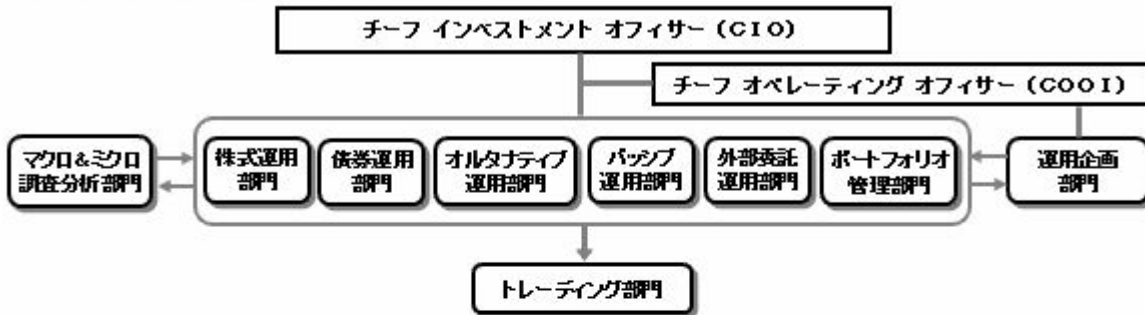 チーフ インベストメント オフィサー (CIO)
チーフ オペレーティング オフィサー (COOI)
マクロ&ミクロ
調査分析部門
株式運用
部門
債券運用
部門
オルタナティブ
運用部門
パッシブ
運用部門
外部委託
運用部門
ポートフォリオ
管理部門
運用企画
部門
トレーディング部門